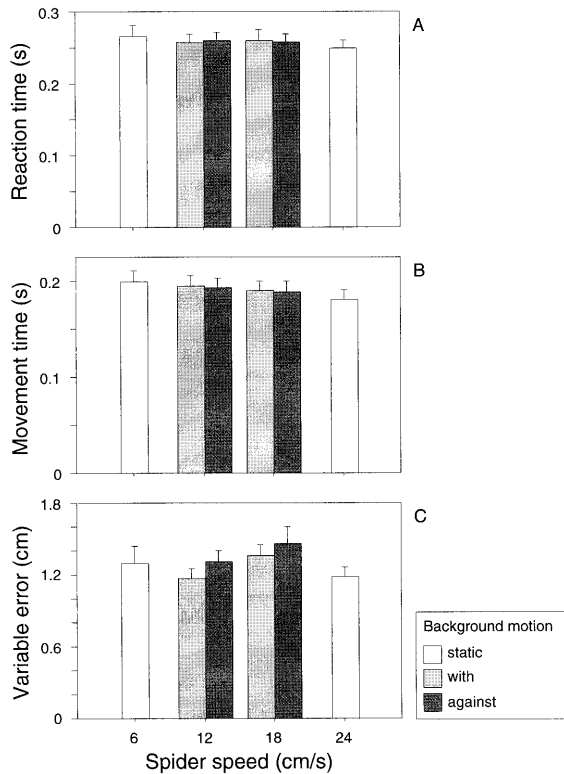 A
Reaction time (s)
0.3
0.2
0.1
0
B
Movement time (s)
0.2
0.1
0
C
Variable error (cm)
1.8
1.2
0.6
0
6 12 18 24
Spider speed (cm/s)
Background motion
static
with
against